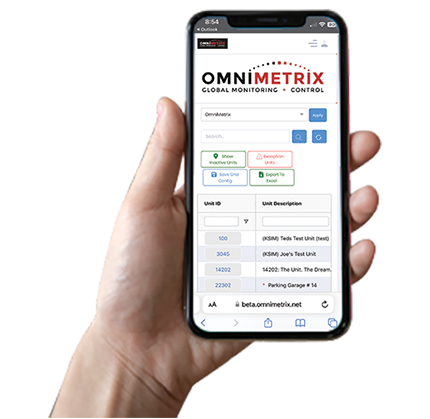 8:54
Outlook
OMNIMETRIX
OMNIMETRIX
GLOBAL MONITORING + CONTROL
OmniMetrix
Apply
Search...
Show Inactive Units
Exception Units
Save Grid Config
Export To Excel
Unit ID Unit Description
100 (KSIM) Teds Test Unit (test)
3045 (KSIM) Joe's Test Unit
14202 14202: The Unit. The Dream.
22302 * Parking Garage # 14
AA beta.omnimetrix.net